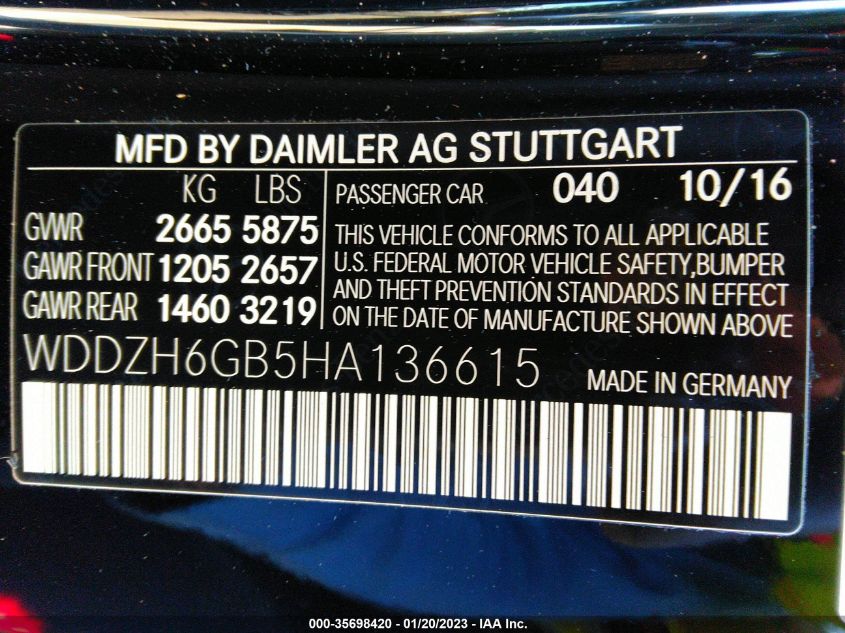 MFD BY DAIMLER AG STUTTGART
KG LBS
GVWR 2665 5875
GAWR FRONT 1205 2657
GAWR REAR 1460 3219
PASSENGER CAR 040 10/16
THIS VEHICLE CONFORMS TO ALL APPLICABLE
U.S. FEDERAL MOTOR VEHICLE SAFETY,BUMPER
AND THEFT PREVENTION STANDARDS IN EFFECT
ON THE DATE OF MANUFACTURE SHOWN ABOVE
WDDZH6GB5HA136615 MADE IN GERMANY
000-35698420 - 01/20/2023 - IAA Inc.